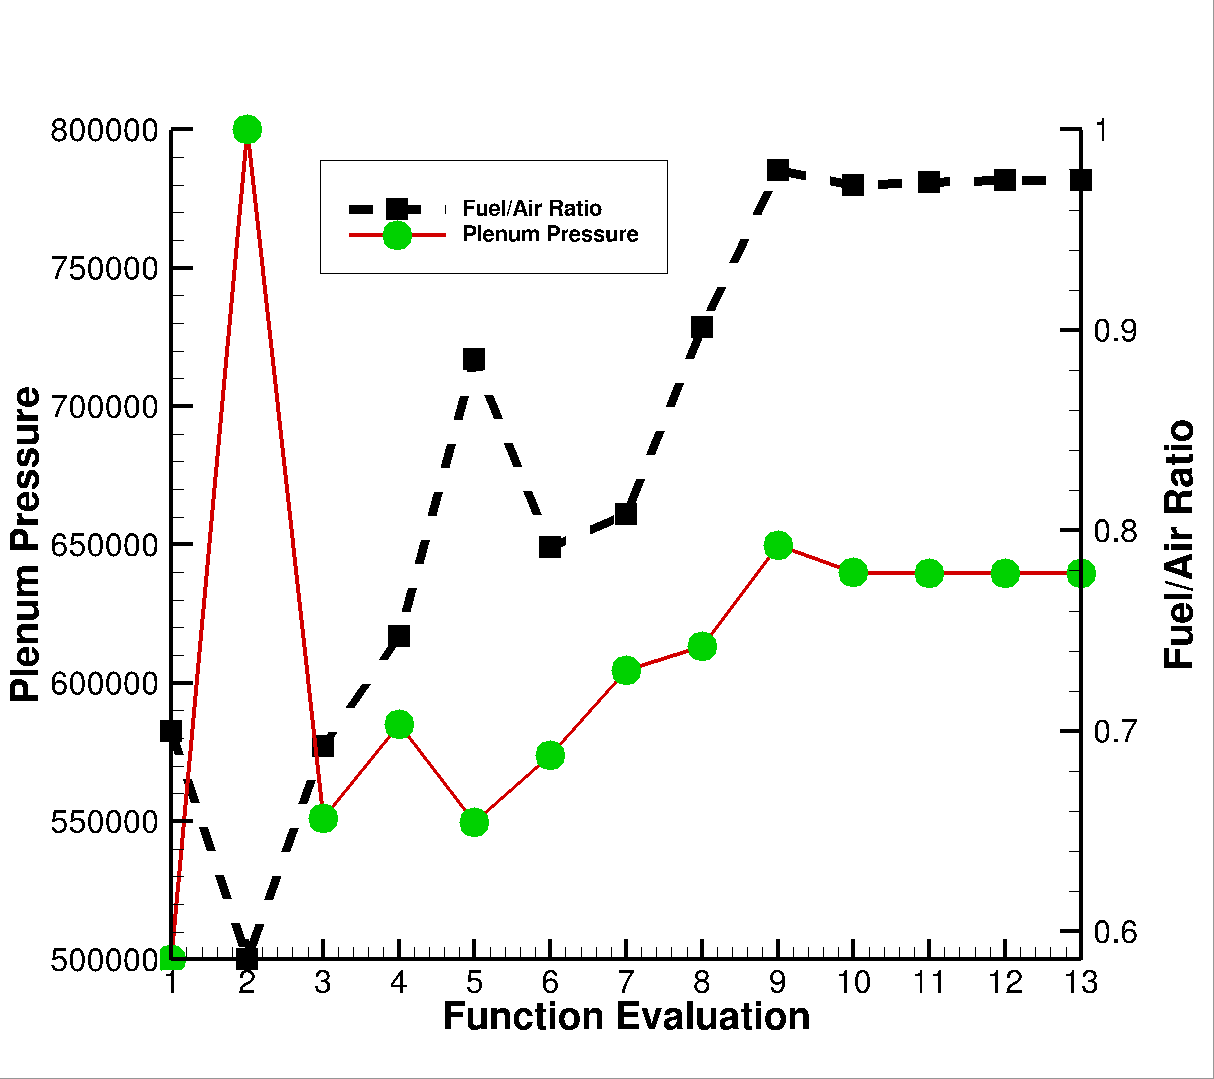 800000
750000
700000
650000
600000
550000
500000
Plenum Pressure
Fuel/Air Ratio
Plenum Pressure
1
0.9
0.8
0.7
0.6
Fuel/Air Ratio
1 2 3 4 5 6 7 8 9 10 11 12 13
Function Evaluation